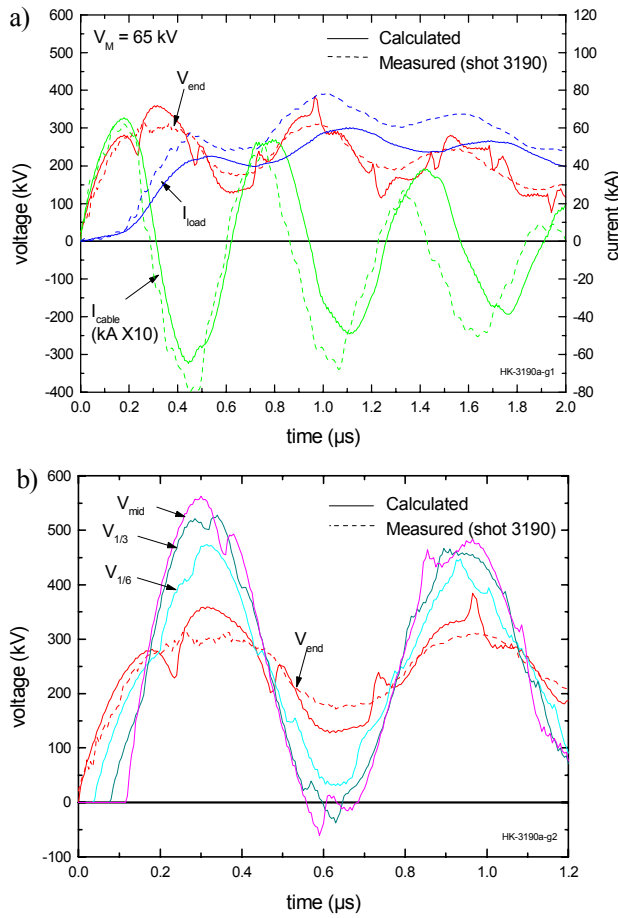 a)
600
500
400
300
200
100
0
-100
-200
-300
-400
voltage (kV)
V_M = 65 kV
Calculated
Measured (shot 3190)
V_end
I_load
I_cable
(kA X10)
HK-3190a-g1
120
100
80
60
40
20
0
-20
-40
-60
-80
current (kA)
0.0 0.2 0.4 0.6 0.8 1.0 1.2 1.4 1.6 1.8 2.0
time (µs)
b)
600
500
400
300
200
100
0
-100
voltage (kV)
V_mid
V_1/3
V_1/6
Calculated
Measured (shot 3190)
V_end
HK-3190a-g2
0.0 0.2 0.4 0.6 0.8 1.0 1.2
time (µs)